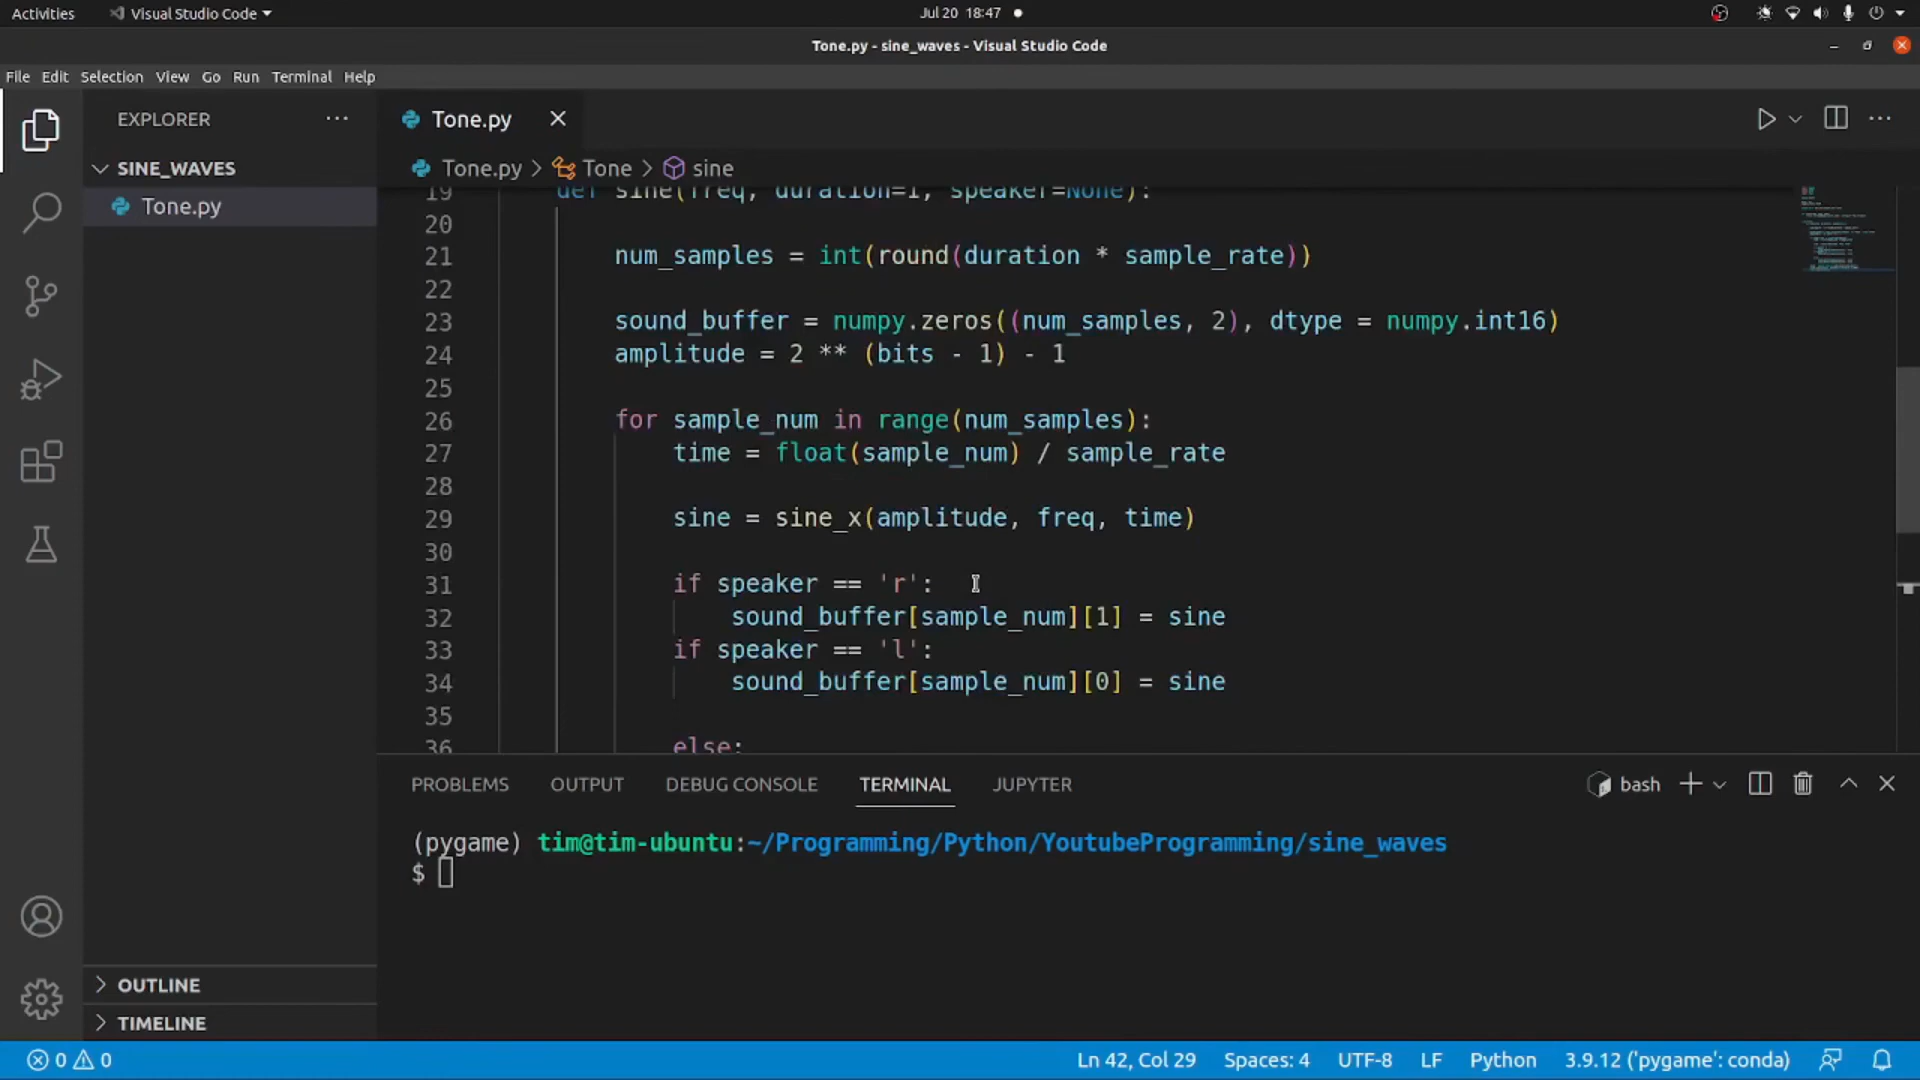 Activities Visual Studio Code Jul 20 18:47
Tone.py - sine_waves - Visual Studio Code
File Edit Selection View Go Run Terminal Help
EXPLORER
SINE_WAVES
Tone.py
OUTLINE
TIMELINE
Tone.py
Tone.py > Tone > sine
19 def sine(freq, duration=1, speaker=None):
20
21 num_samples = int(round(duration * sample_rate))
22
23 sound_buffer = numpy.zeros((num_samples, 2), dtype = numpy.int16)
24 amplitude = 2 ** (bits - 1) - 1
25
26 for sample_num in range(num_samples):
27 time = float(sample_num) / sample_rate
28
29 sine = sine_x(amplitude, freq, time)
30
31 if speaker == 'r':
32 sound_buffer[sample_num][1] = sine
33 if speaker == 'l':
34 sound_buffer[sample_num][0] = sine
35
36 else:
PROBLEMS OUTPUT DEBUG CONSOLE TERMINAL JUPYTER bash
(pygame) tim@tim-ubuntu:~/Programming/Python/YoutubeProgramming/sine_waves
$
0 0 Ln 42, Col 29 Spaces: 4 UTF-8 LF Python 3.9.12 ('pygame': conda)